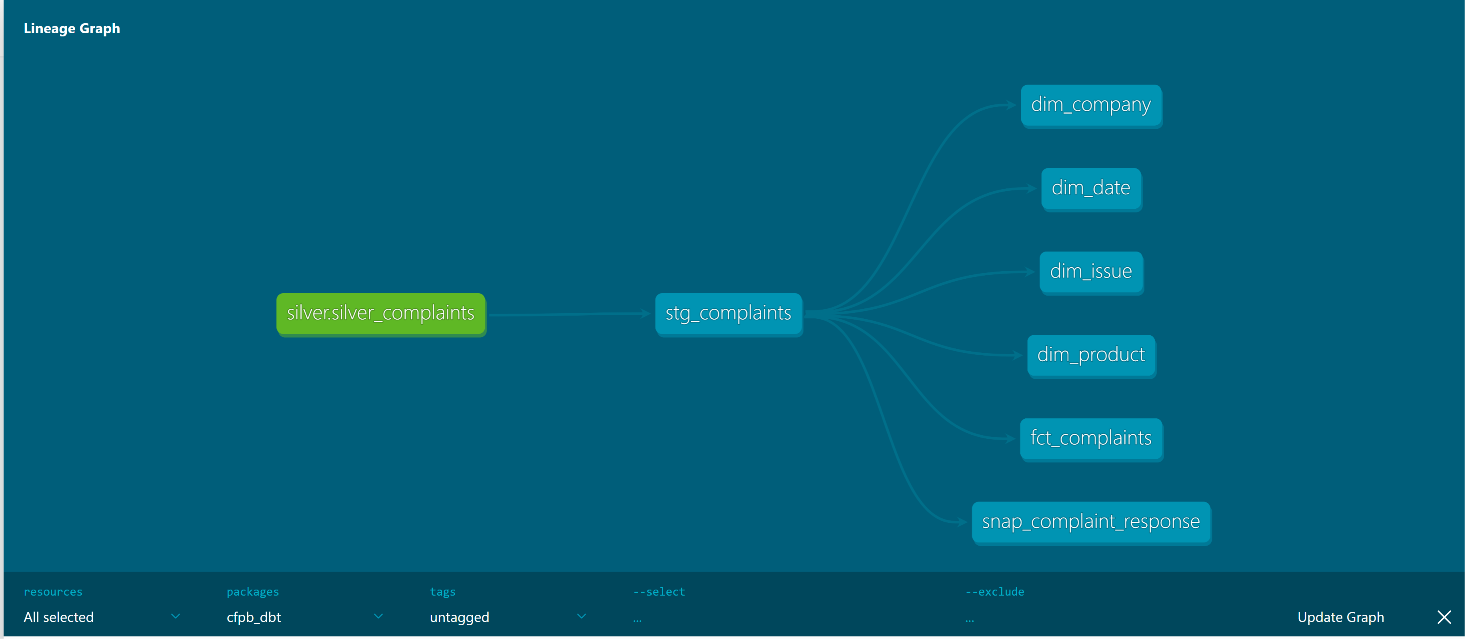 Lineage Graph
dim_company
dim_date
dim_issue
silver.silver_complaints
stg_complaints
dim_product
fct_complaints
snap_complaint_response
resources packages tags --select --exclude
All selected cfpb_dbt untagged ... ... Update Graph